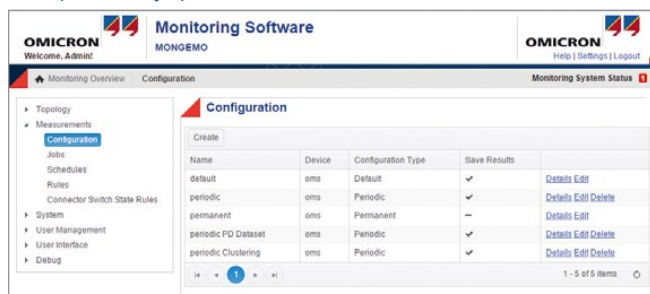 Monitoring Software
OMICRON
MONGEMO
OMICRON
Welcome, Admin!
Help | Settings | Logout
Monitoring Overview Configuration
Monitoring System Status
Topology
Measurements
Configuration
Jobs
Schedules
Rules
Connector Switch State Rules
System
User Management
User Interface
Debug
Configuration
Create
Name Device Configuration Type Save Results
default oms Default Details Edit
periodic oms Periodic Details Edit Delete
permanent oms Permanent Details Edit
periodic PD Dataset oms Periodic Details Edit Delete
periodic Clustering oms Periodic Details Edit Delete
1
1 - 5 of 5 items